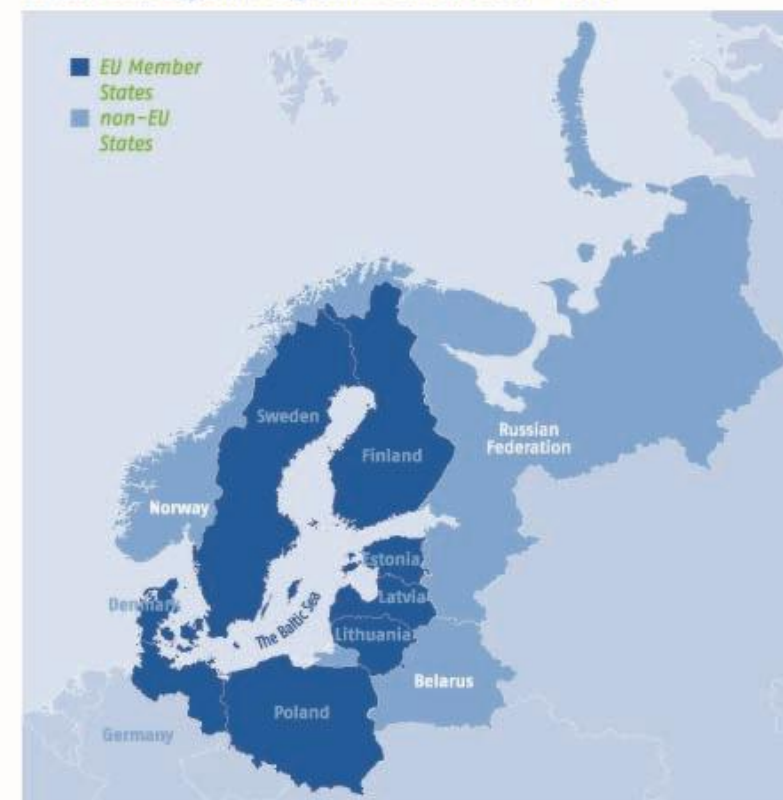 EU Member
States
non-EU
States
Sweden
Finland
Russian
Federation
Norway
Estonia
Denmark
Latvia
The Baltic Sea
Lithuania
Belarus
Poland
Germany